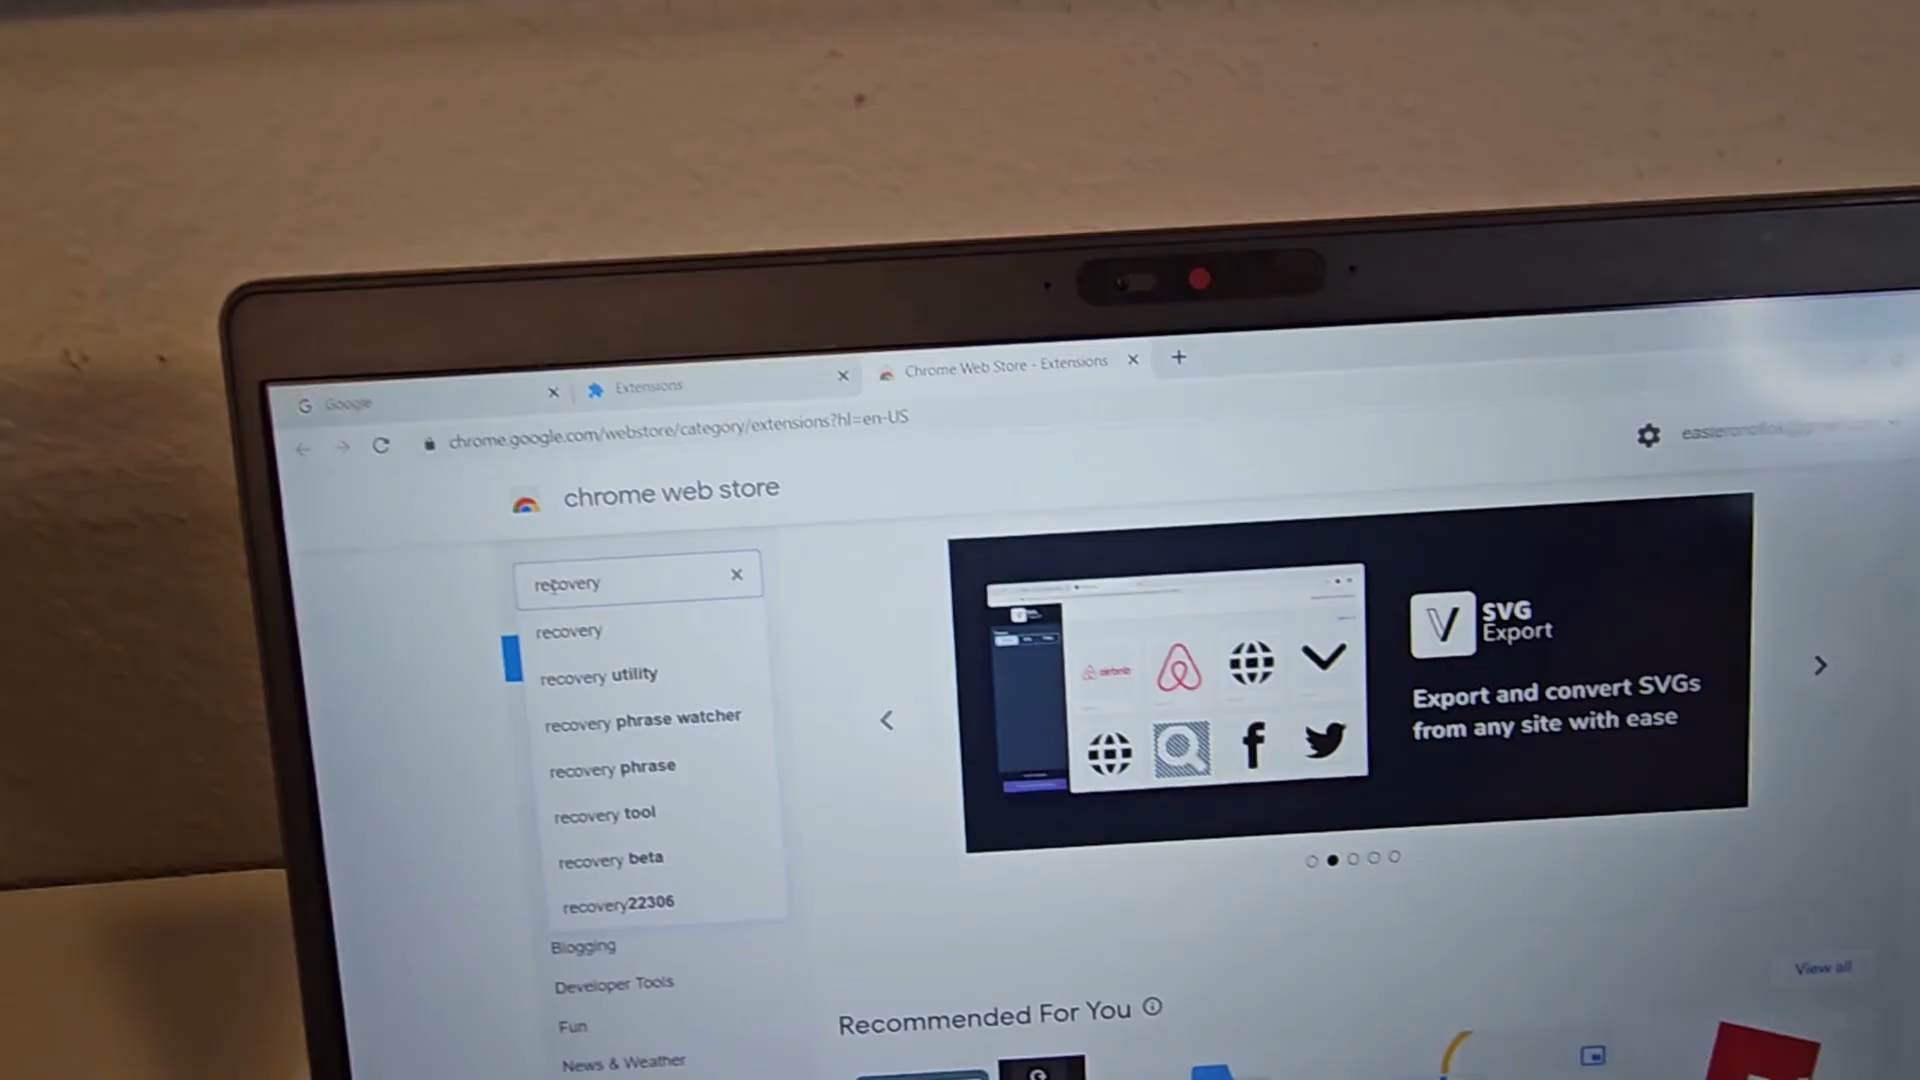 Google
Extensions
Chrome Web Store - Extensions
chrome.google.com/webstore/category/extensions?hl=en-US
chrome web store
recovery
recovery
recovery utility
recovery phrase watcher
recovery phrase
recovery tool
recovery beta
recovery22306
Blogging
Developer Tools
Fun
News & Weather
airbnb
SVG
Export
Export and convert SVGs
from any site with ease
View all
Recommended For You